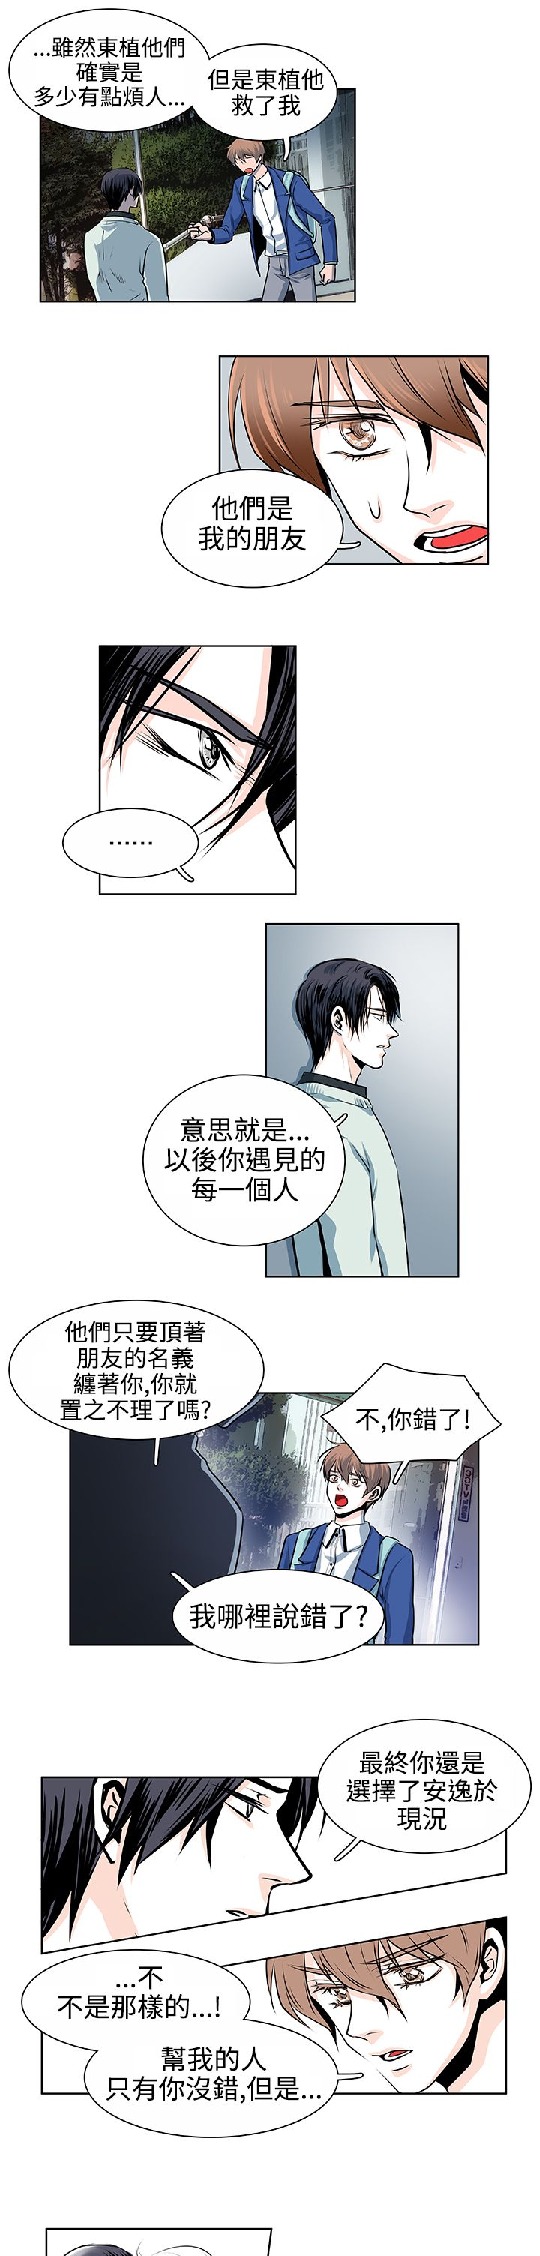 ...雖然東植他們
確實是
多少有點煩人...
但是東植他
救了我
他們是
我的朋友
......
意思就是...
以後你遇見的
每一個人
他們只要頂著
朋友的名義
纏著你,你就
置之不理了嗎?
不,你錯了!
我哪裡說錯了?
最終你還是
選擇了安逸於
現況
...不
不是那樣的...!
幫我的人
只有你沒錯,但是...